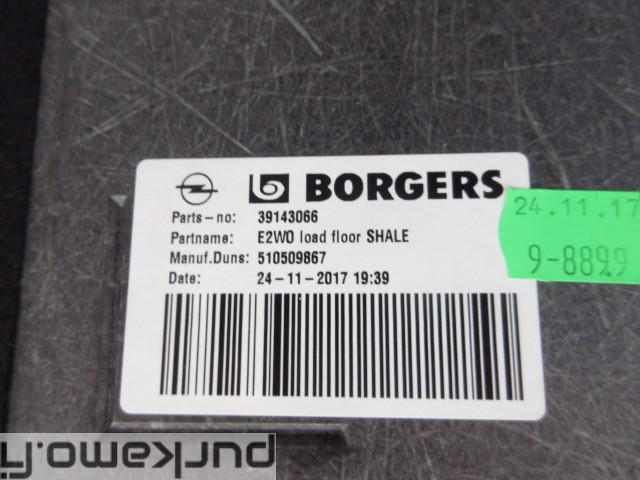 BORGERS
Parts-no: 39143066
Partname: E2WO load floor SHALE
Manuf.Duns: 510509867
Date: 24-11-2017 19:39
24.11.17
9-8899
purkamo.fi